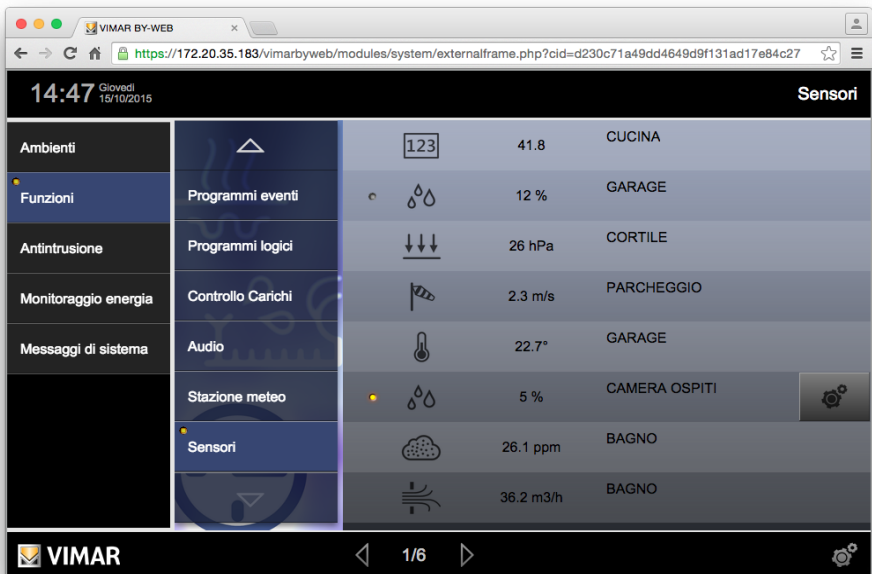 VIMAR BY-WEB
https://172.20.35.183/vimarbyweb/modules/system/externalframe.php?cid=d230c71a49dd4649d9f131ad17e84c27
14:47 Giovedì
15/10/2015
Sensori
Ambienti
Funzioni
Antintrusione
Monitoraggio energia
Messaggi di sistema
Programmi eventi
Programmi logici
Controllo Carichi
Audio
Stazione meteo
Sensori
123 41.8 CUCINA
12 % GARAGE
26 hPa CORTILE
2.3 m/s PARCHEGGIO
22.7° GARAGE
5 % CAMERA OSPITI
26.1 ppm BAGNO
36.2 m3/h BAGNO
VIMAR
1/6